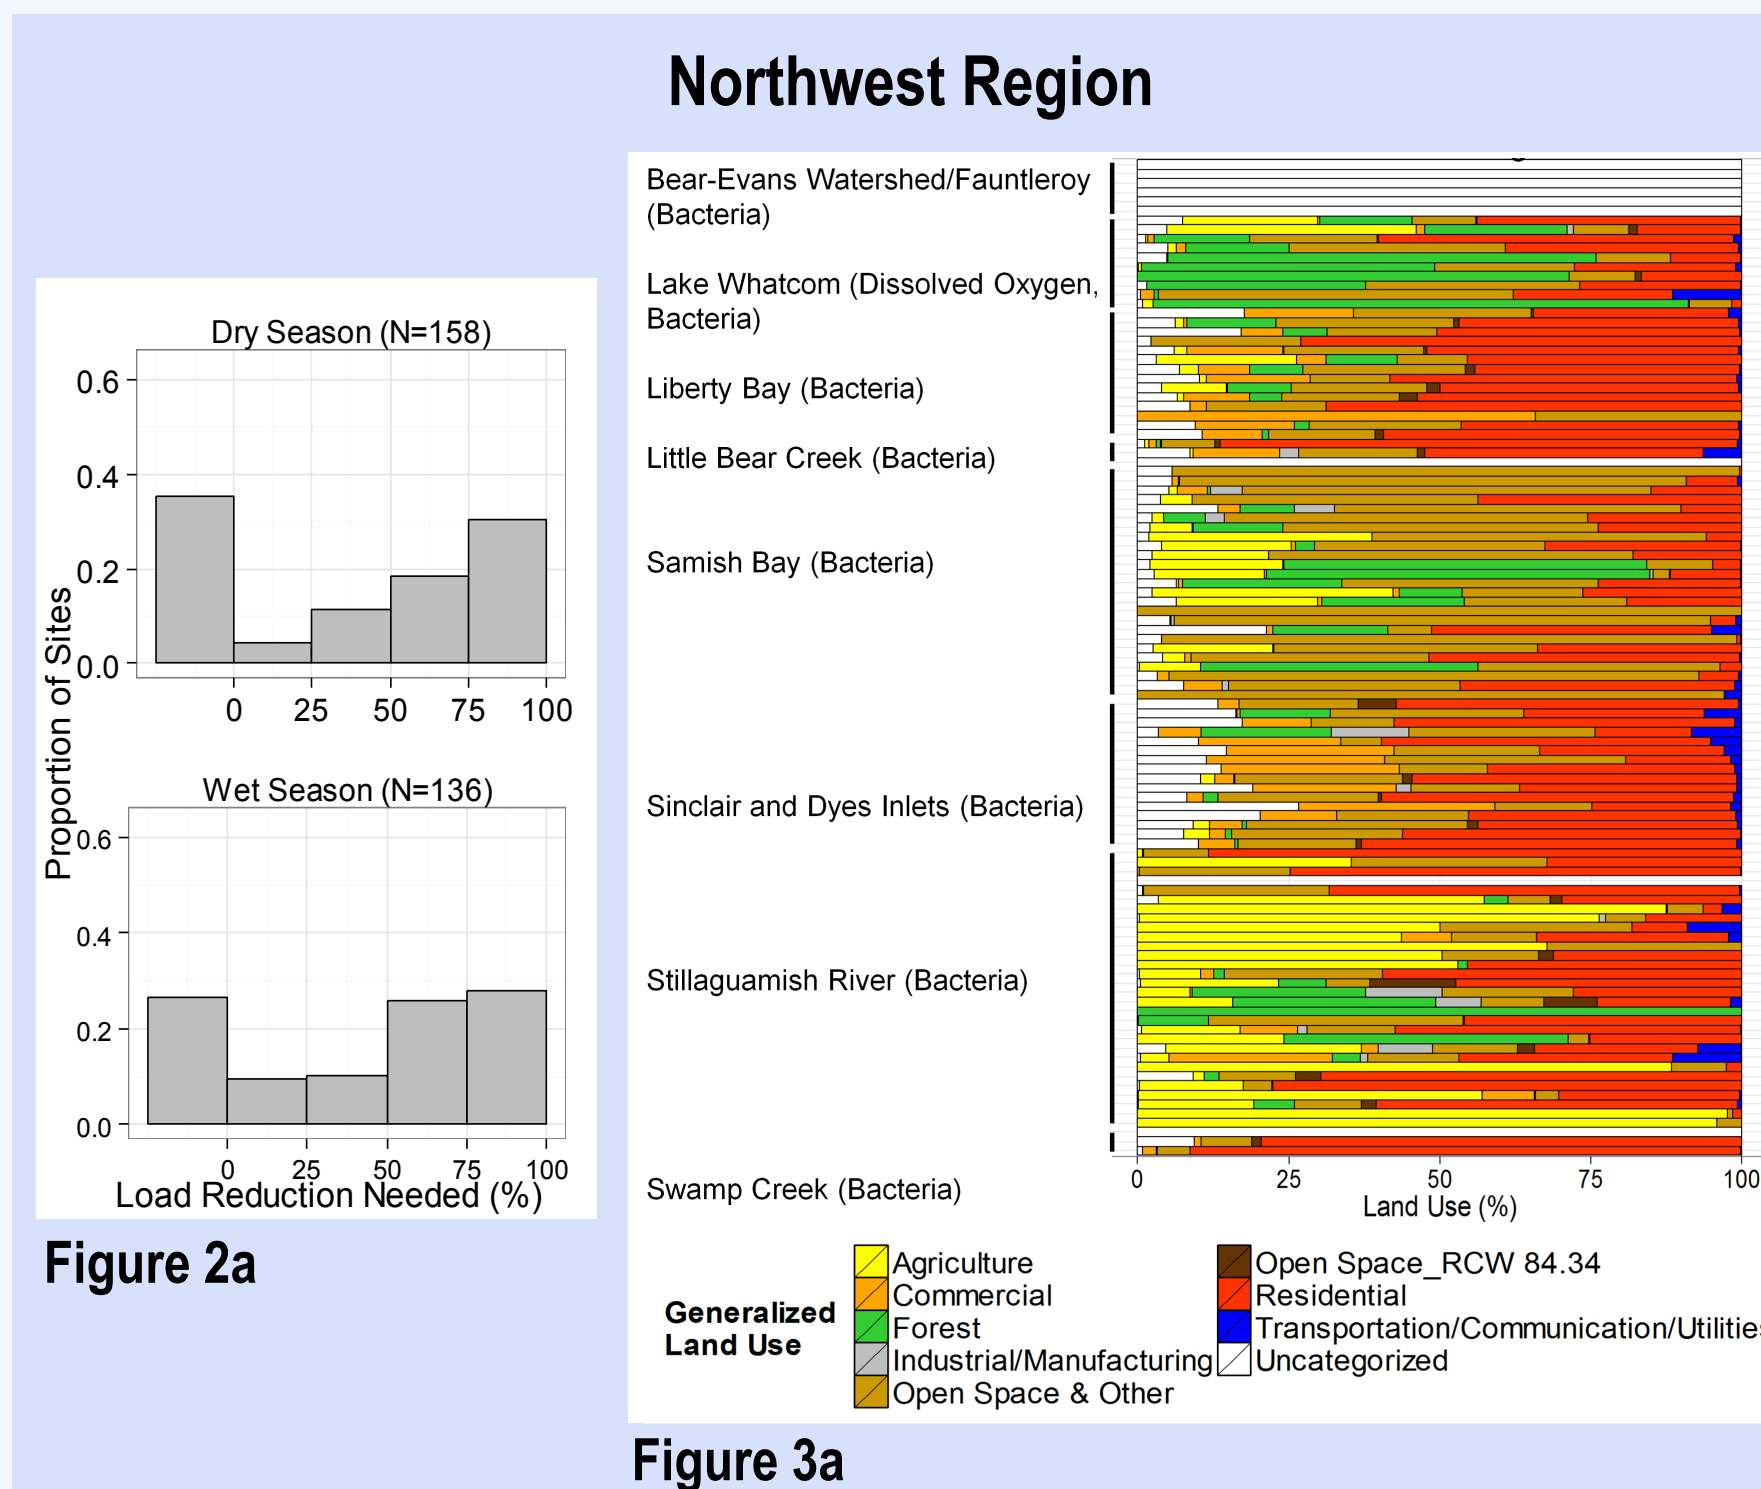 Northwest Region
Dry Season (N=158)
0.6
0.4
0.2
0.0
0 25 50 75 100
Proportion of Sites
Wet Season (N=136)
0.6
0.4
0.2
0.0
0 25 50 75 100
Load Reduction Needed (%)
Figure 2a
Bear-Evans Watershed/Fauntleroy
(Bacteria)
Lake Whatcom (Dissolved Oxygen,
Bacteria)
Liberty Bay (Bacteria)
Little Bear Creek (Bacteria)
Samish Bay (Bacteria)
Sinclair and Dyes Inlets (Bacteria)
Stillaguamish River (Bacteria)
Swamp Creek (Bacteria)
0 25 50 75 100
Land Use (%)
Generalized
Land Use
Agriculture
Commercial
Forest
Industrial/Manufacturing
Open Space & Other
Open Space_RCW 84.34
Residential
Transportation/Communication/Utilities
Uncategorized
Figure 3a